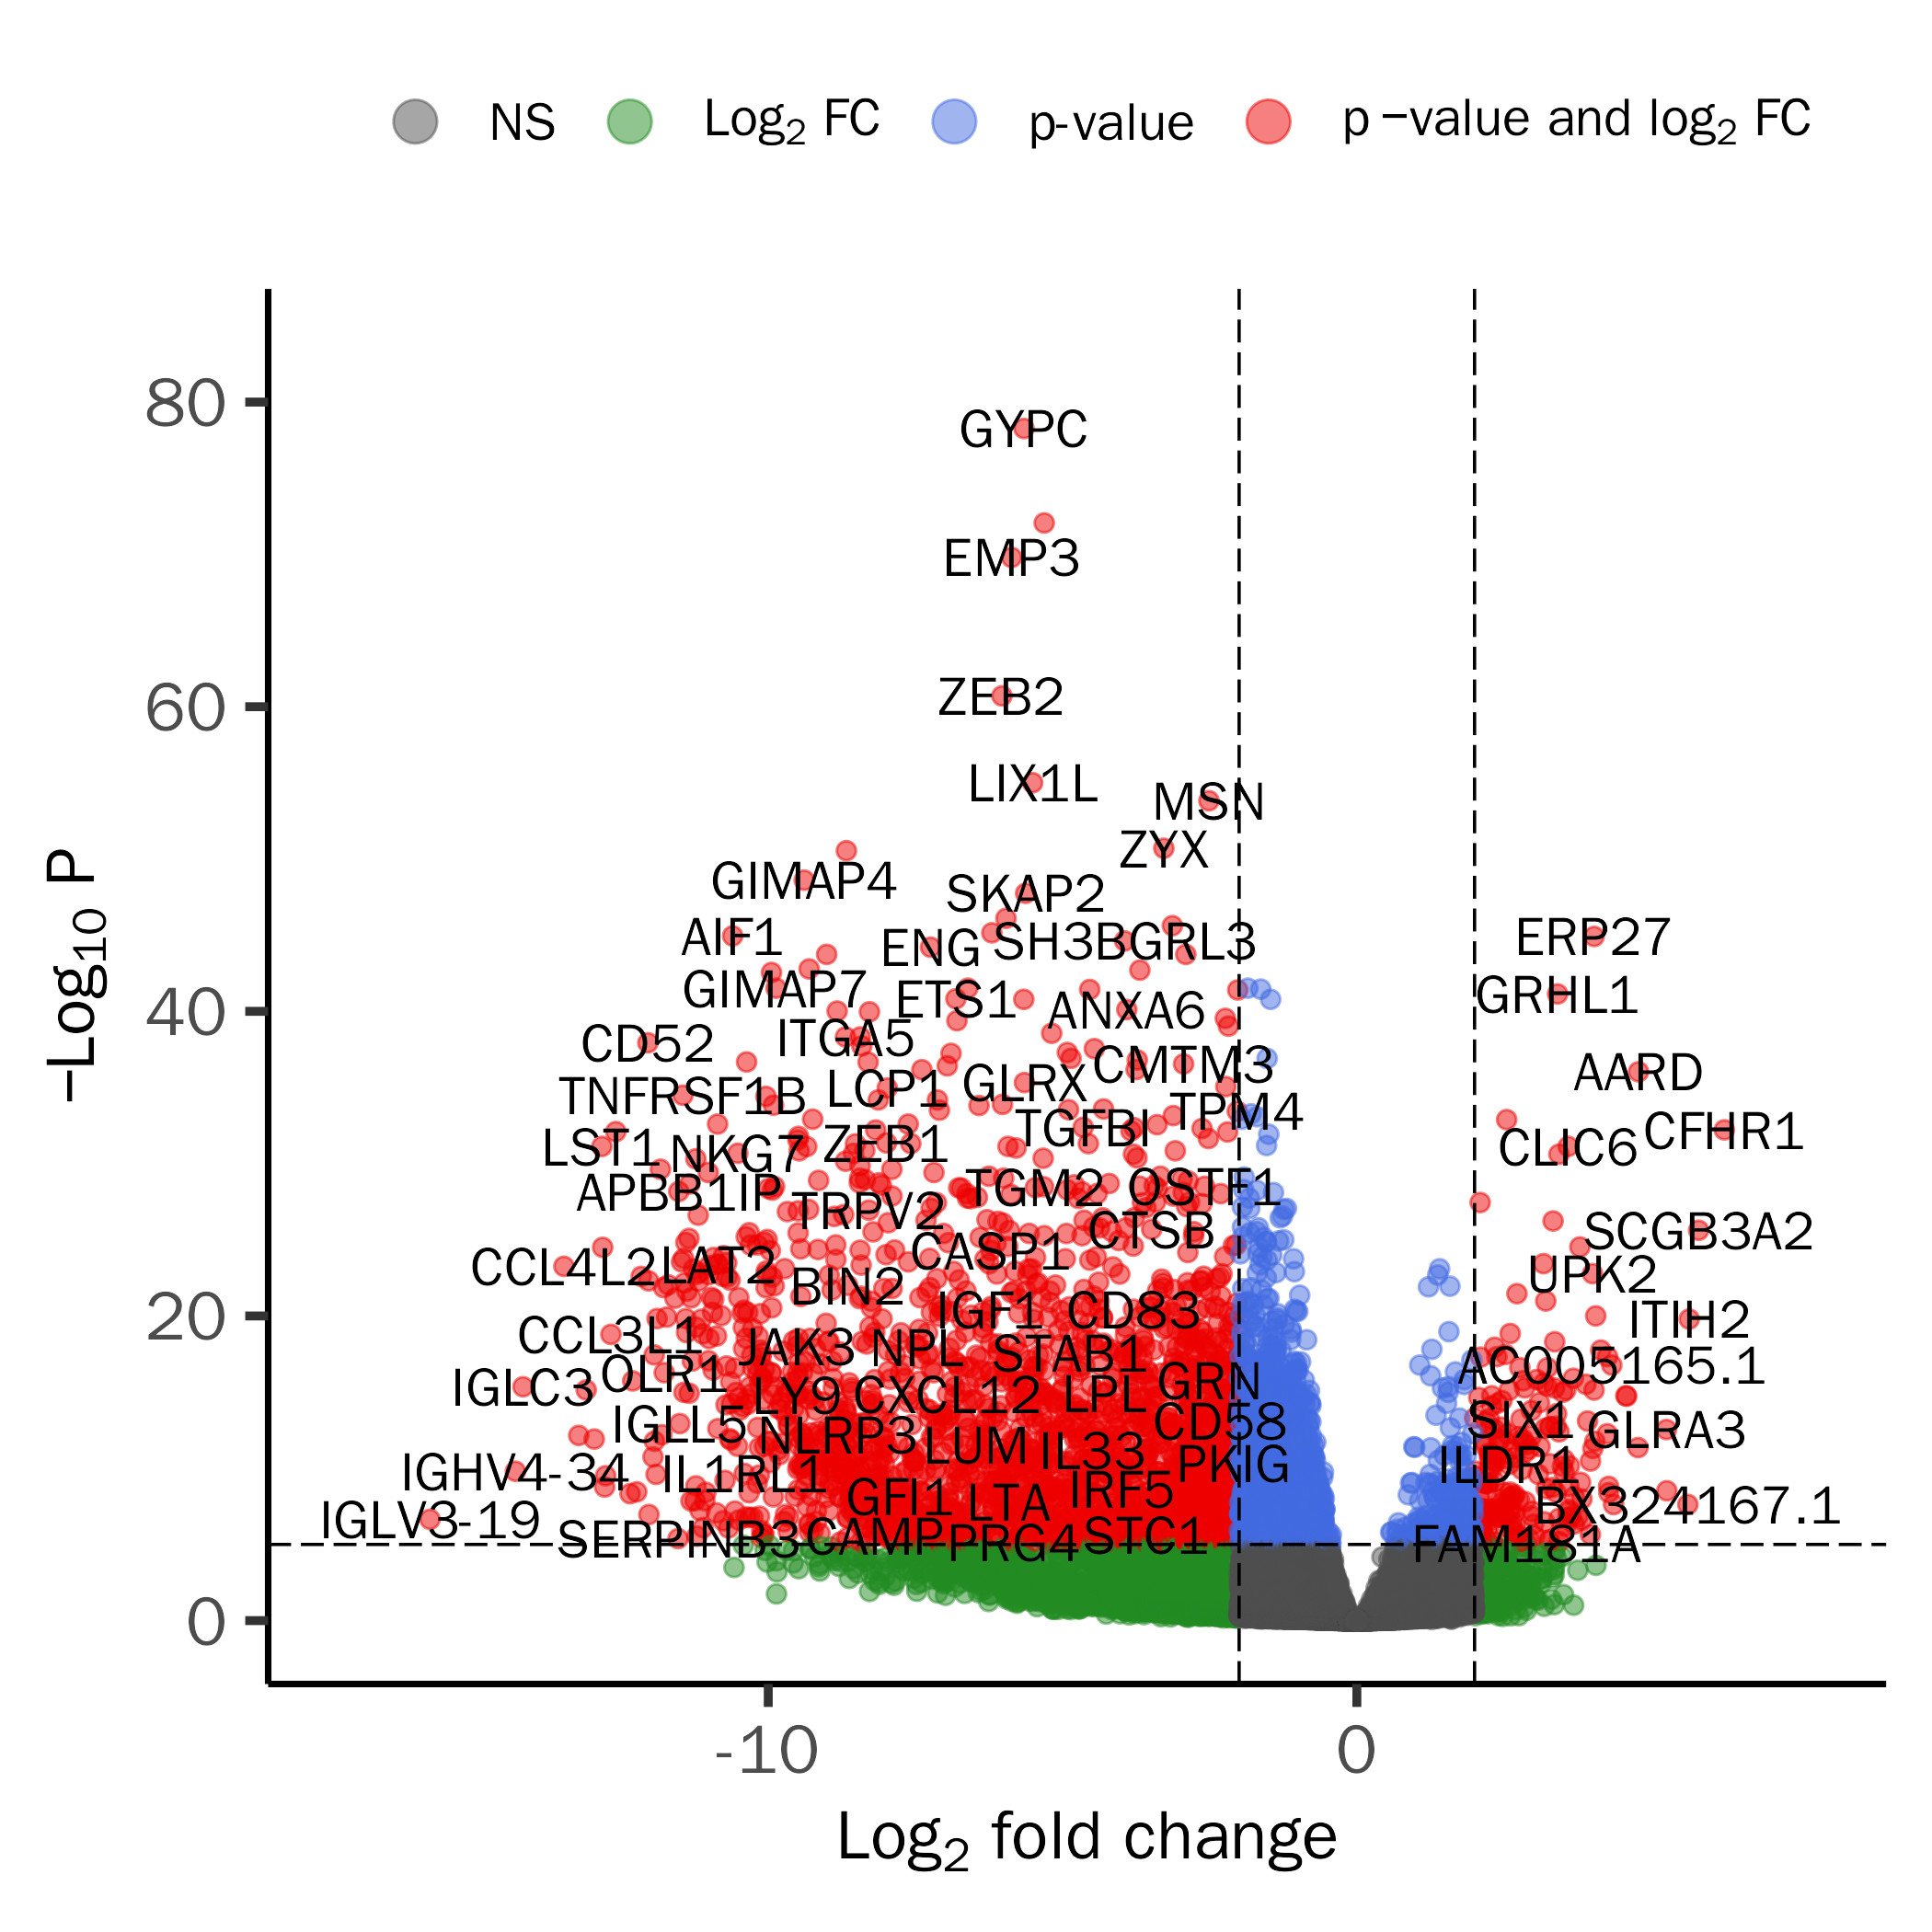 NS Log2 FC p-value p −value and log2 FC
80
60
40
20
0
−Log10 P
GYPC
EMP3
ZEB2
LIX1L
MSN
ZYX
GIMAP4
SKAP2
AIF1
ENG
SH3BGRL3
ERP27
GIMAP7
ETS1
ANXA6
GRHL1
CD52
ITGA5
CMTM3
AARD
TNFRSF1B
LCP1
GLRX
TGFBI
TPM4
CFHR1
LST1
NKG7
ZEB1
CLIC6
APBB1IP
TRPV2
TGM2
OSTF1
CTSB
SCGB3A2
CCL4L2
LAT2
CASP1
UPK2
BIN2
IGF1
CD83
ITIH2
CCL3L1
JAK3
NPL
STAB1
AC005165.1
IGLC3
OLR1
LY9
CXCL12
LPL
GRN
IGLL5
NLRP3
LUM
IL33
CD58
SIX1
GLRA3
IGHV4-34
IL1RL1
PKIG
ILDR1
GFI1
LTA
IRF5
BX324167.1
IGLV3-19
SERPINB3
CAMP
PRG4
STC1
FAM181A
-10
0
Log2 fold change